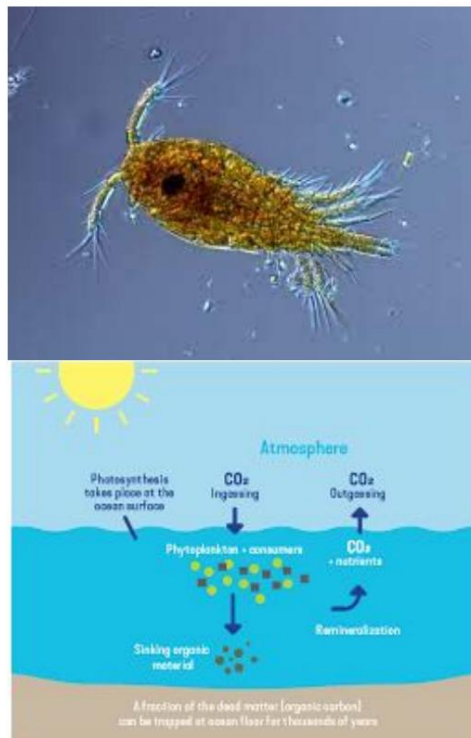 Atmosphere
Photosynthesis
takes place at the
ocean surface
CO₂
Ingassing
CO₂
Outgassing
Phytoplankton + consumers
CO₂
+ nutrients
Sinking organic
material
Remineralization
A fraction of the dead matter (organic carbon)
can be trapped at ocean floor for thousands of years